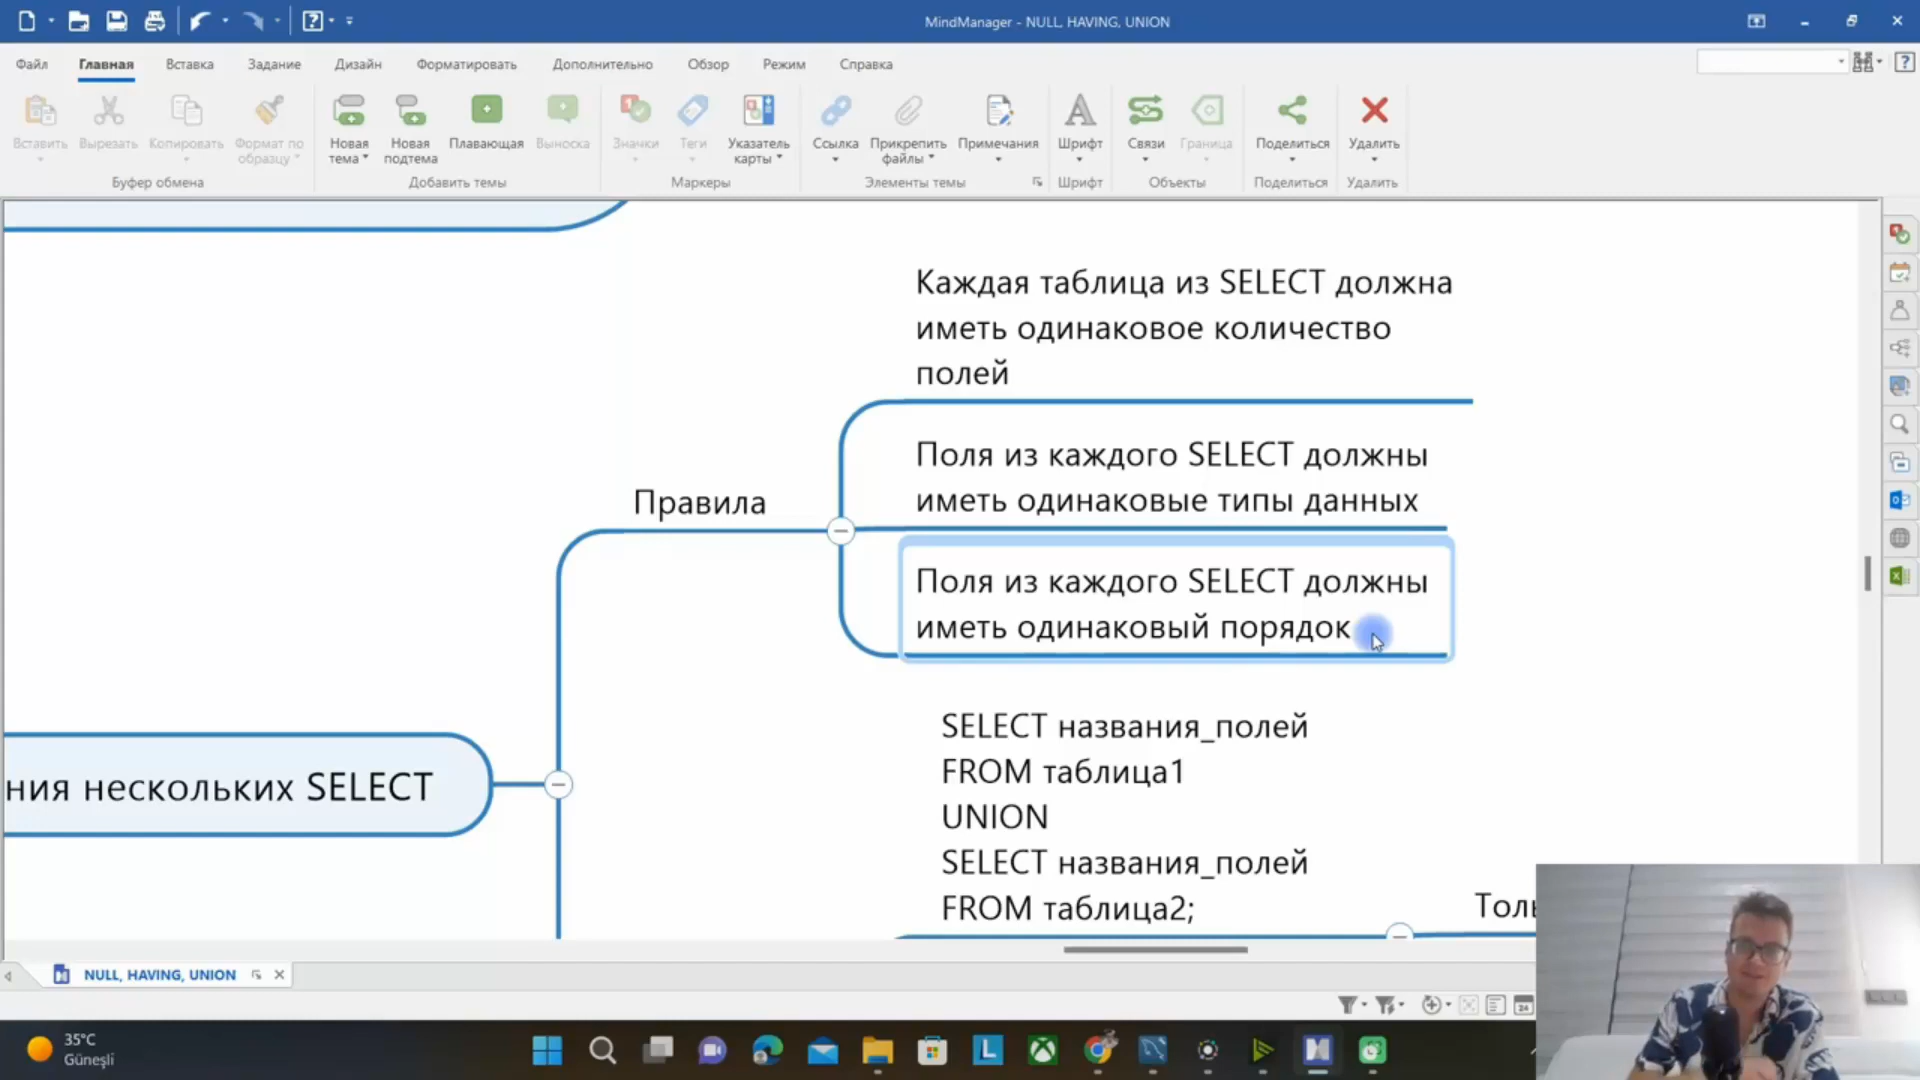 MindManager - NULL, HAVING, UNION
Файл Главная Вставка Задание Дизайн Форматировать Дополнительно Обзор Режим Справка
Вставить Вырезать Копировать Формат по образцу
Новая тема Новая подтема Плавающая Выноска
Значки Теги Указатель карты
Ссылка Прикрепить файлы Примечания
Шрифт Связи Граница Поделиться Удалить
Буфер обмена Добавить темы Маркеры Элементы темы Шрифт Объекты Поделиться Удалить
Каждая таблица из SELECT должна
иметь одинаковое количество
полей
Поля из каждого SELECT должны
иметь одинаковые типы данных
Правила
Поля из каждого SELECT должны
иметь одинаковый порядок
SELECT названия_полей
FROM таблица1
UNION
SELECT названия_полей
FROM таблица2;
ния нескольких SELECT
NULL, HAVING, UNION
35°C
Güneşli